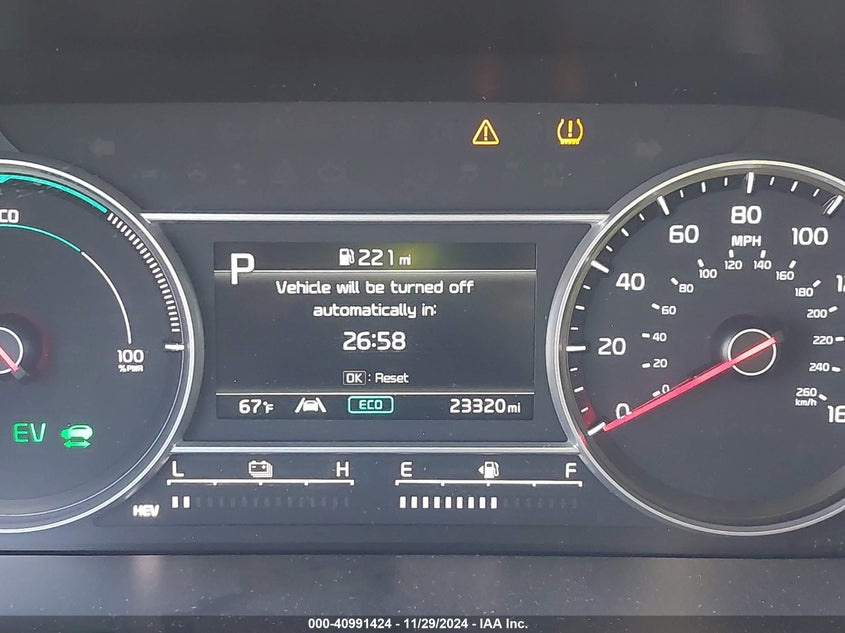 CO
100
%PWR
EV
P
221 mi
Vehicle will be turned off
automatically in:
26:58
OK : Reset
67°F
ECO
23320 mi
L H
E F
HEV
0
20
40
60
80
100
MPH
0
20
40
60
80
100
120
140
160
180
200
220
240
260
km/h
000-40991424 - 11/29/2024 - IAA Inc.